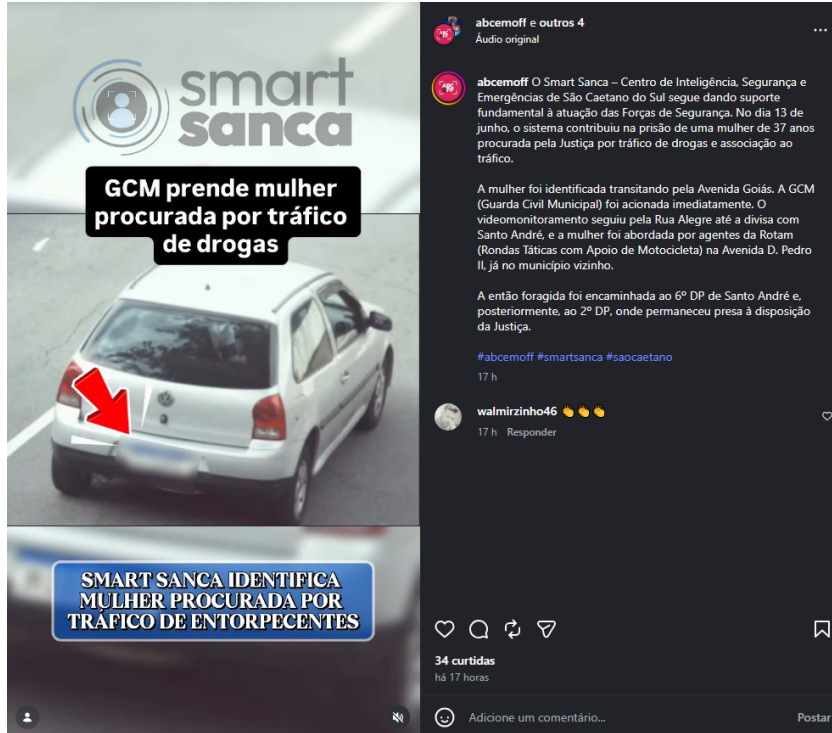 smart
sanca
GCM prende mulher
procurada por tráfico
de drogas
SMART SANCA IDENTIFICA
MULHER PROCURADA POR
TRÁFICO DE ENTORPECENTES
abcemoff e outros 4
Áudio original
abcemoff O Smart Sanca – Centro de Inteligência, Segurança e
Emergências de São Caetano do Sul segue dando suporte
fundamental à atuação das Forças de Segurança. No dia 13 de
junho, o sistema contribuiu na prisão de uma mulher de 37 anos
procurada pela Justiça por tráfico de drogas e associação ao
tráfico.
A mulher foi identificada transitando pela Avenida Goiás. A GCM
(Guarda Civil Municipal) foi acionada imediatamente. O
videomonitoramento seguiu pela Rua Alegre até a divisa com
Santo André, e a mulher foi abordada por agentes da Rotam
(Rondas Táticas com Apoio de Motocicleta) na Avenida D. Pedro
II, já no município vizinho.
A então foragida foi encaminhada ao 6º DP de Santo André e,
posteriormente, ao 2º DP, onde permaneceu presa à disposição
da Justiça.
#abcemoff #smartsanca #saocaetano
17 h
walmirzinho46 👏👏👏
17 h Responder
34 curtidas
há 17 horas
Adicione um comentário...
Postar